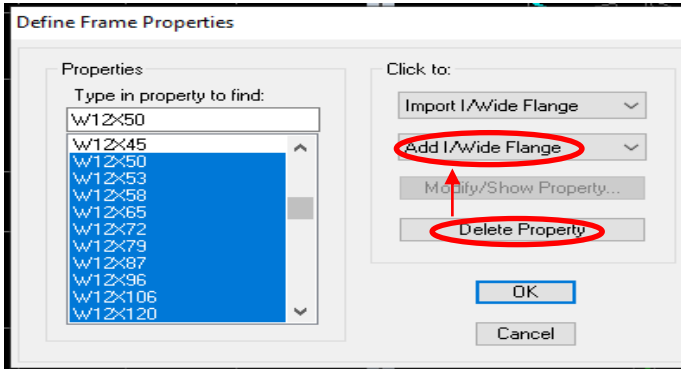 Define Frame Properties
Properties
Type in property to find:
W12X50
W12X45
W12X50
W12X53
W12X58
W12X65
W12X72
W12X79
W12X87
W12X96
W12X106
W12X120
Click to:
Import I/Wide Flange
Add I/Wide Flange
Modify/Show Property...
Delete Property
OK
Cancel